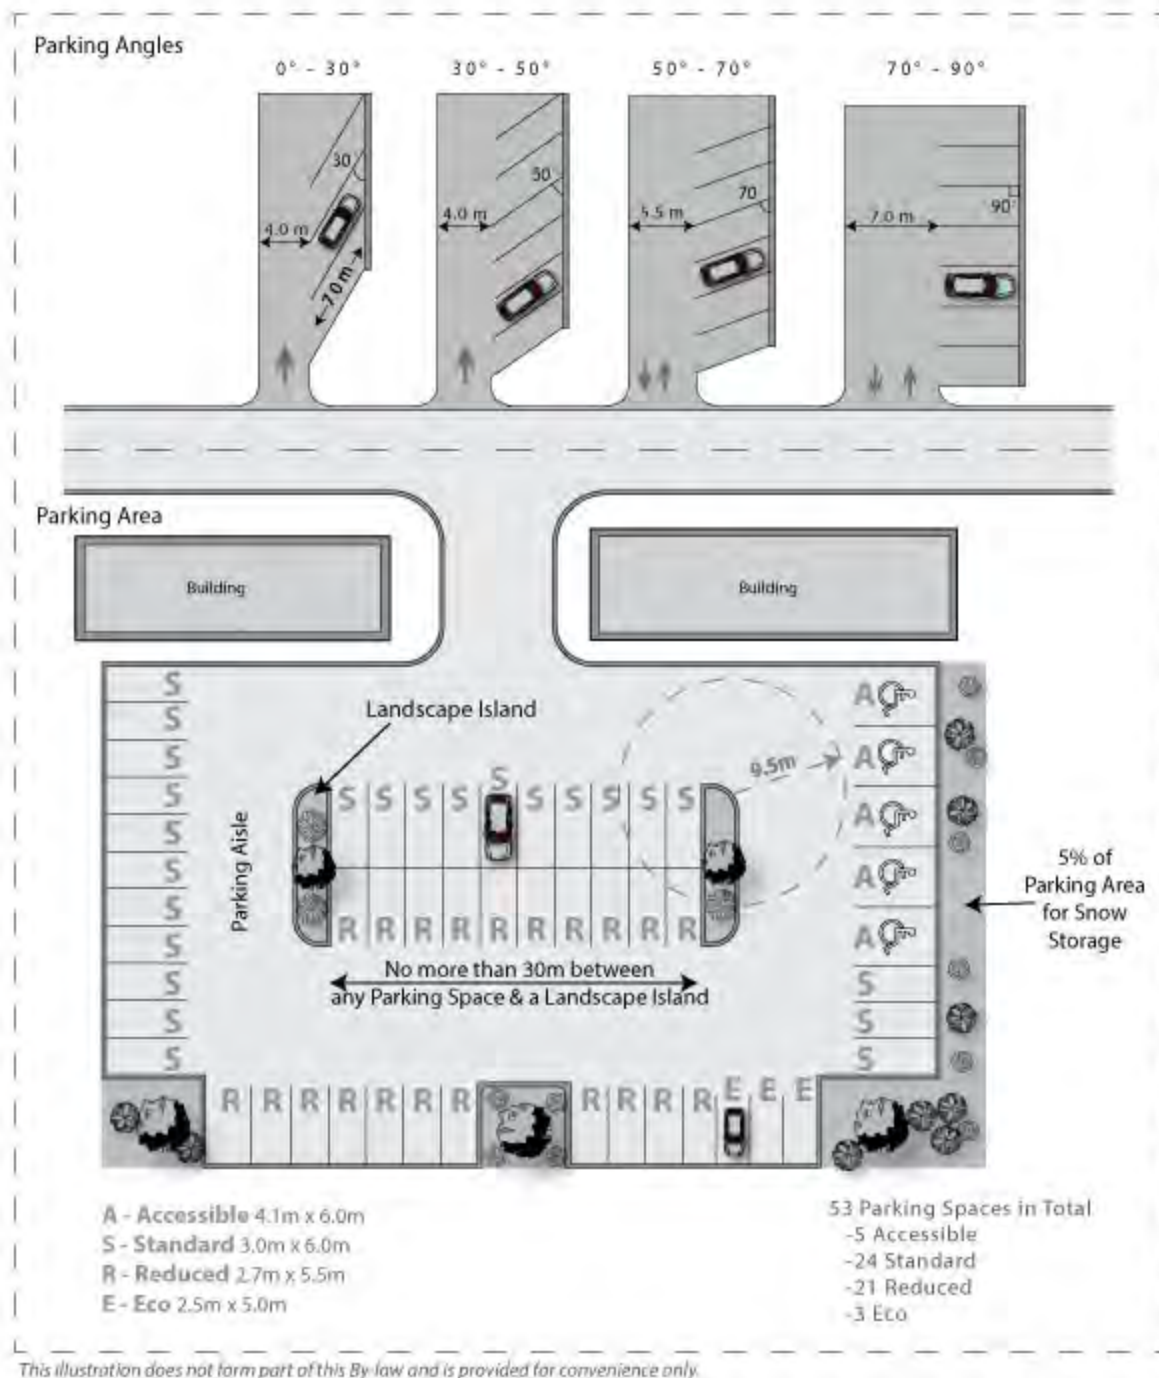 Parking Angles
0° - 30°
30° - 50°
50° - 70°
70° - 90°
30
50
70
90
4.0 m
4.0 m
5.5 m
7.0 m
7.0m
Parking Area
Building
Building
Landscape Island
Parking Aisle
S
S
S
S
S
S
S
S
S
S
S
S
S S S S S S S S S
R R R R R R R R R R
9.5m
A
A
A
A
A
S
S
S
5% of
Parking Area
for Snow
Storage
No more than 30m between
any Parking Space & a Landscape Island
R R R R R R R
R R R R E E E
A - Accessible 4.1m x 6.0m
S - Standard 3.0m x 6.0m
R - Reduced 2.7m x 5.5m
E - Eco 2.5m x 5.0m
53 Parking Spaces in Total
-5 Accessible
-24 Standard
-21 Reduced
-3 Eco
This illustration does not form part of this By-law and is provided for convenience only.